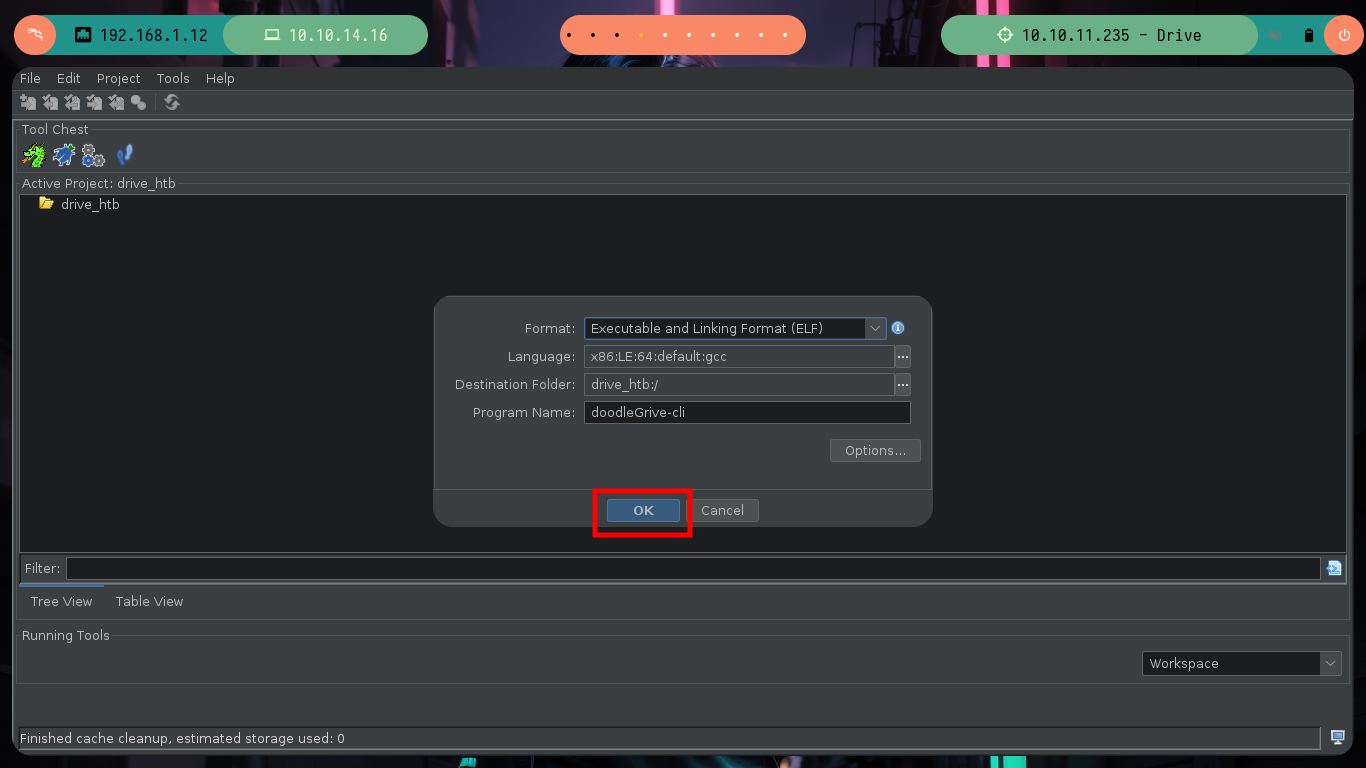 192.168.1.12
10.10.14.16
10.10.11.235 - Drive
File Edit Project Tools Help
Tool Chest
Active Project: drive_htb
drive_htb
Format: Executable and Linking Format (ELF)
Language: x86:LE:64:default:gcc ...
Destination Folder: drive_htb:/ ...
Program Name: doodleGrive-cli
Options...
OK Cancel
Filter:
Tree View Table View
Running Tools
Workspace
Finished cache cleanup, estimated storage used: 0